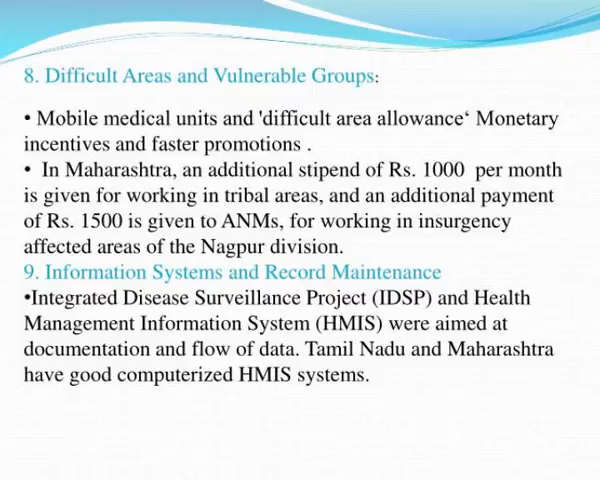 8. Difficult Areas and Vulnerable Groups:
• Mobile medical units and 'difficult area allowance‘ Monetary
incentives and faster promotions .
• In Maharashtra, an additional stipend of Rs. 1000 per month
is given for working in tribal areas, and an additional payment
of Rs. 1500 is given to ANMs, for working in insurgency
affected areas of the Nagpur division.
9. Information Systems and Record Maintenance
•Integrated Disease Surveillance Project (IDSP) and Health
Management Information System (HMIS) were aimed at
documentation and flow of data. Tamil Nadu and Maharashtra
have good computerized HMIS systems.